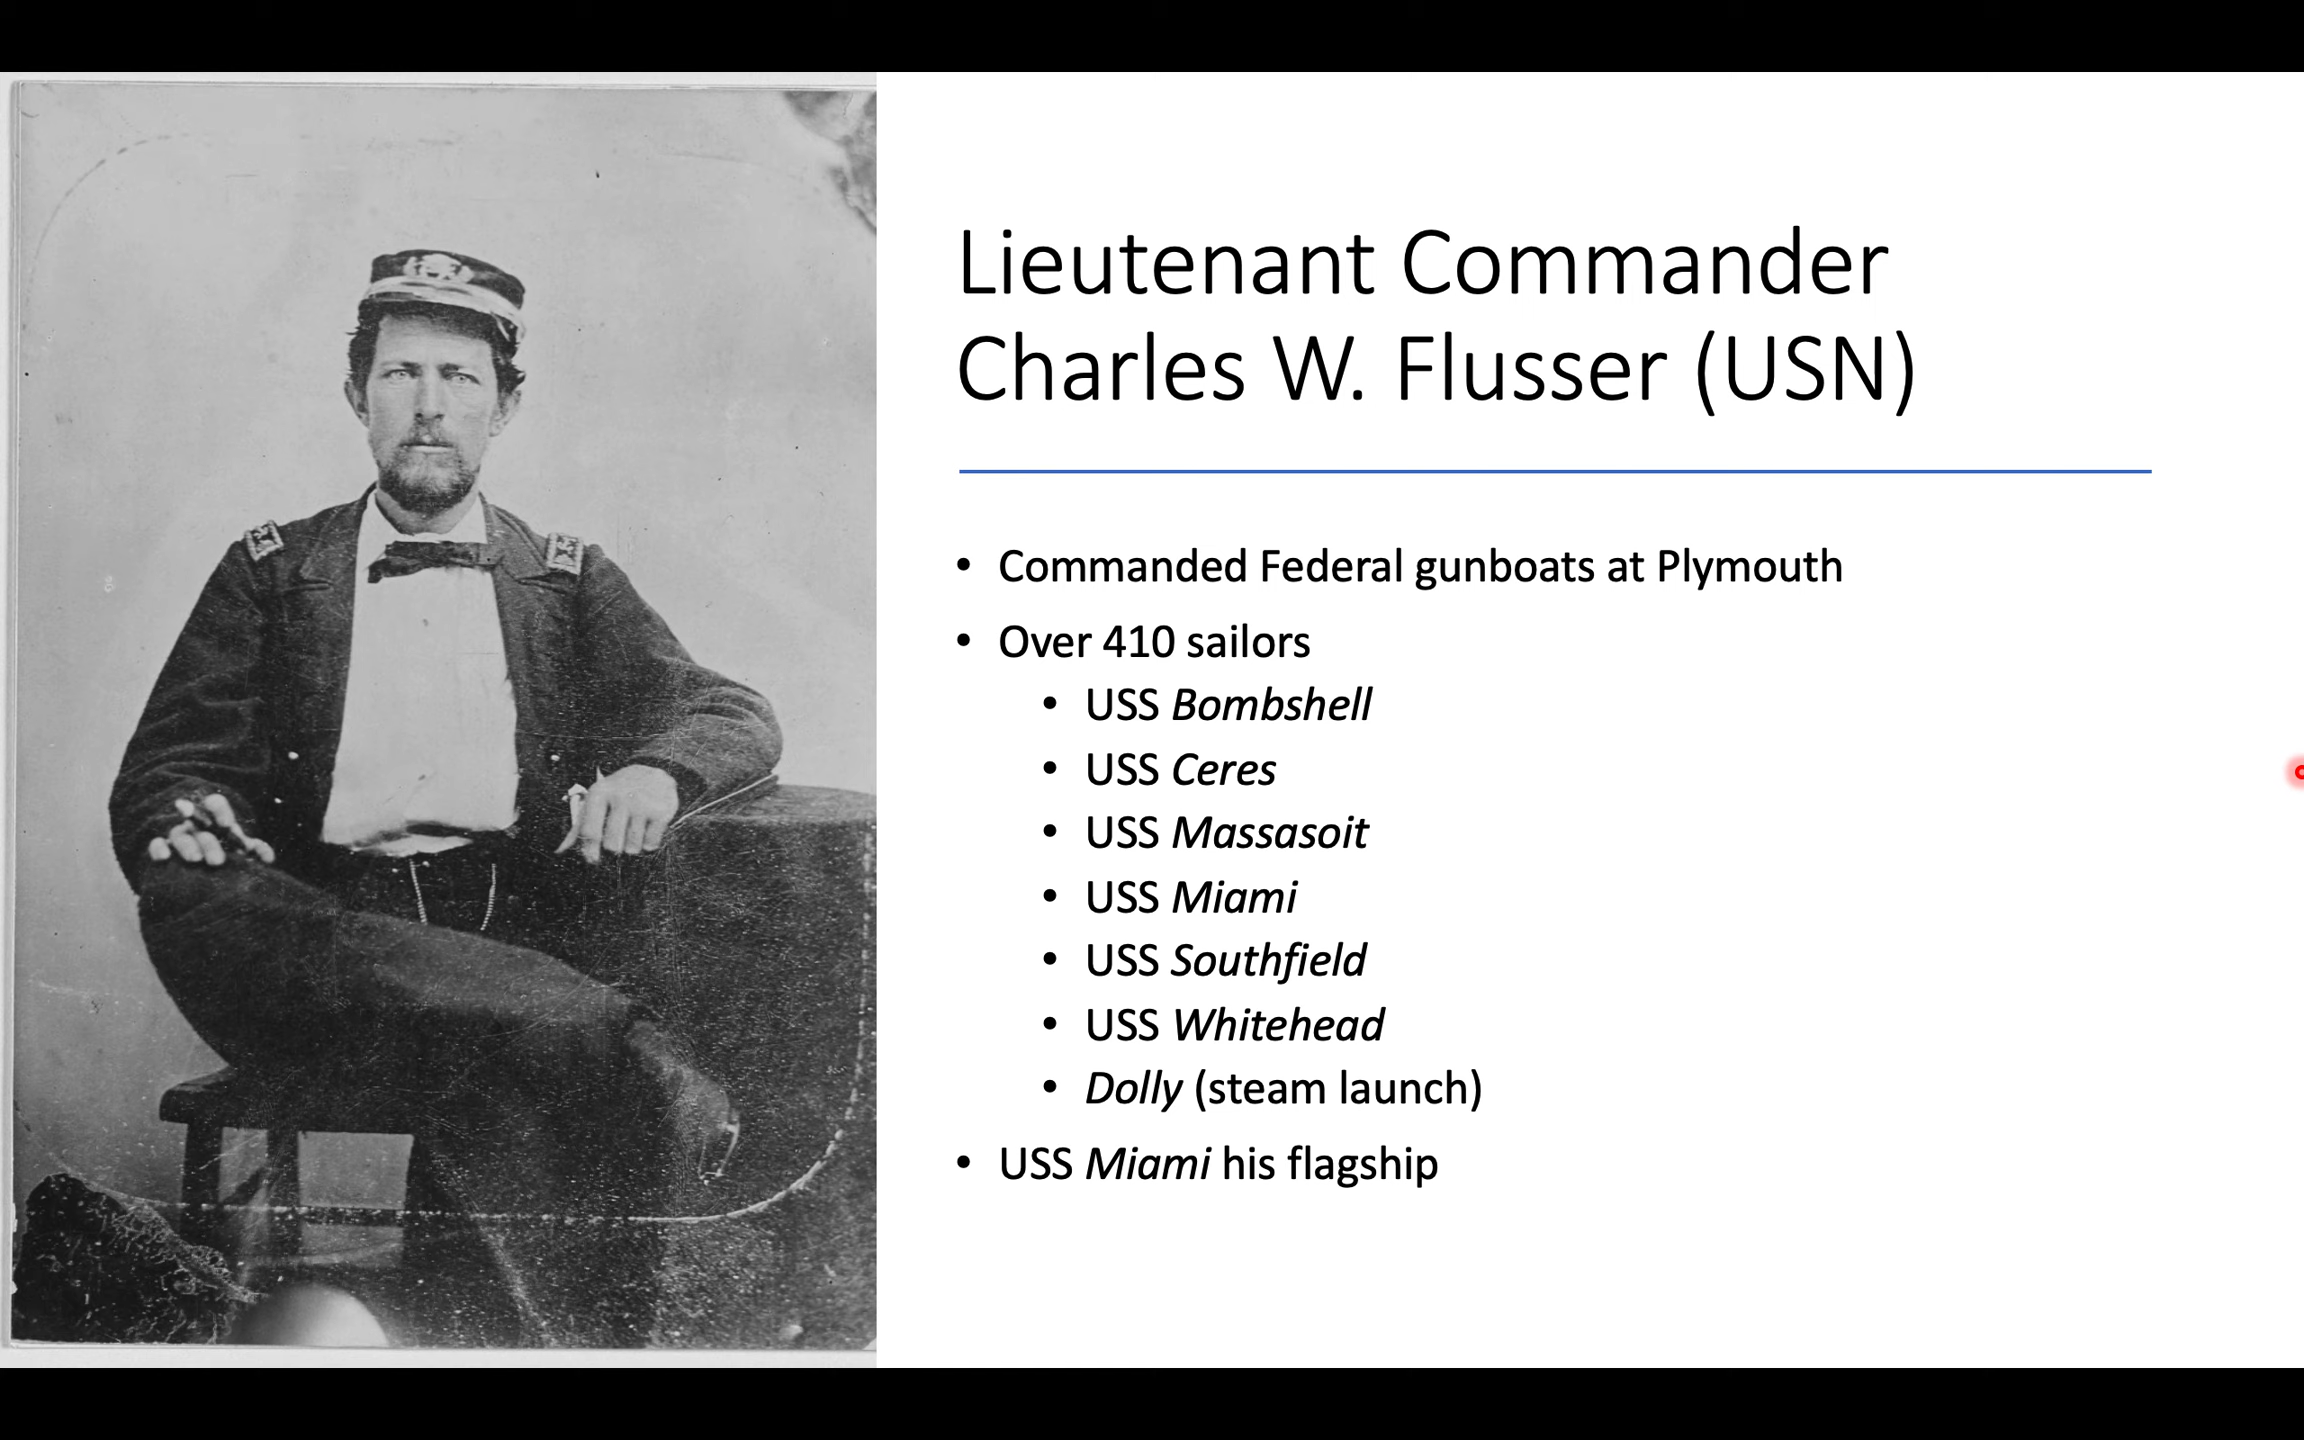 Lieutenant Commander
Charles W. Flusser (USN)
• Commanded Federal gunboats at Plymouth
• Over 410 sailors
• USS Bombshell
• USS Ceres
• USS Massasoit
• USS Miami
• USS Southfield
• USS Whitehead
• Dolly (steam launch)
• USS Miami his flagship